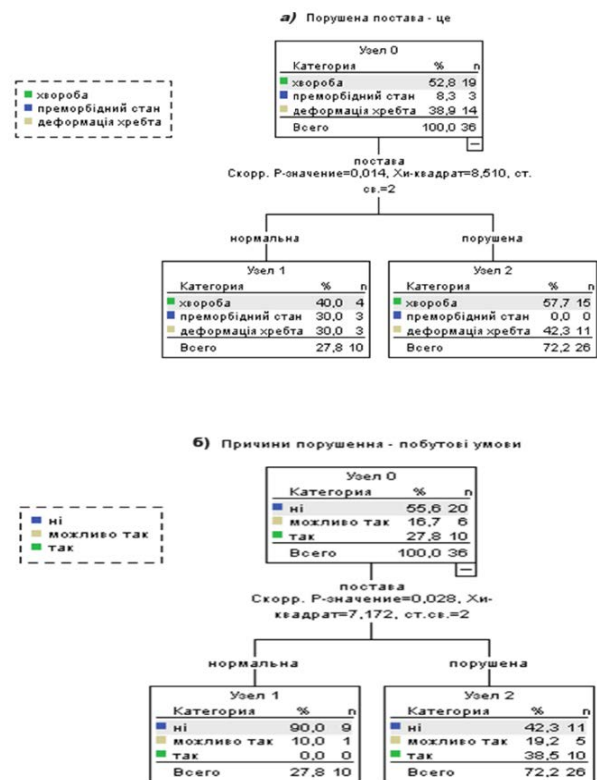 а) Порушена постава - це
хвороба
преморбідний стан
деформація хребта
Узел 0
Категория % n
хвороба 52,8 19
преморбідний стан 8,3 3
деформація хребта 38,9 14
Всего 100,0 36
постава
Скорр. Р-значение=0,014, Хи-квадрат=8,510, ст.
св.=2
нормальна порушена
Узел 1
Категория % n
хвороба 40,0 4
преморбідний стан 30,0 3
деформація хребта 30,0 3
Всего 27,8 10
Узел 2
Категория % n
хвороба 57,7 15
преморбідний стан 0,0 0
деформація хребта 42,3 11
Всего 72,2 26
б) Причини порушення - побутові умови
ні
можливо так
так
Узел 0
Категория % n
ні 55,6 20
можливо так 16,7 6
так 27,8 10
Всего 100,0 36
постава
Скорр. Р-значение=0,028, Хи-
квадрат=7,172, ст.св.=2
нормальна порушена
Узел 1
Категория % n
ні 90,0 9
можливо так 10,0 1
так 0,0 0
Всего 27,8 10
Узел 2
Категория % n
ні 42,3 11
можливо так 19,2 5
так 38,5 10
Всего 72,2 26